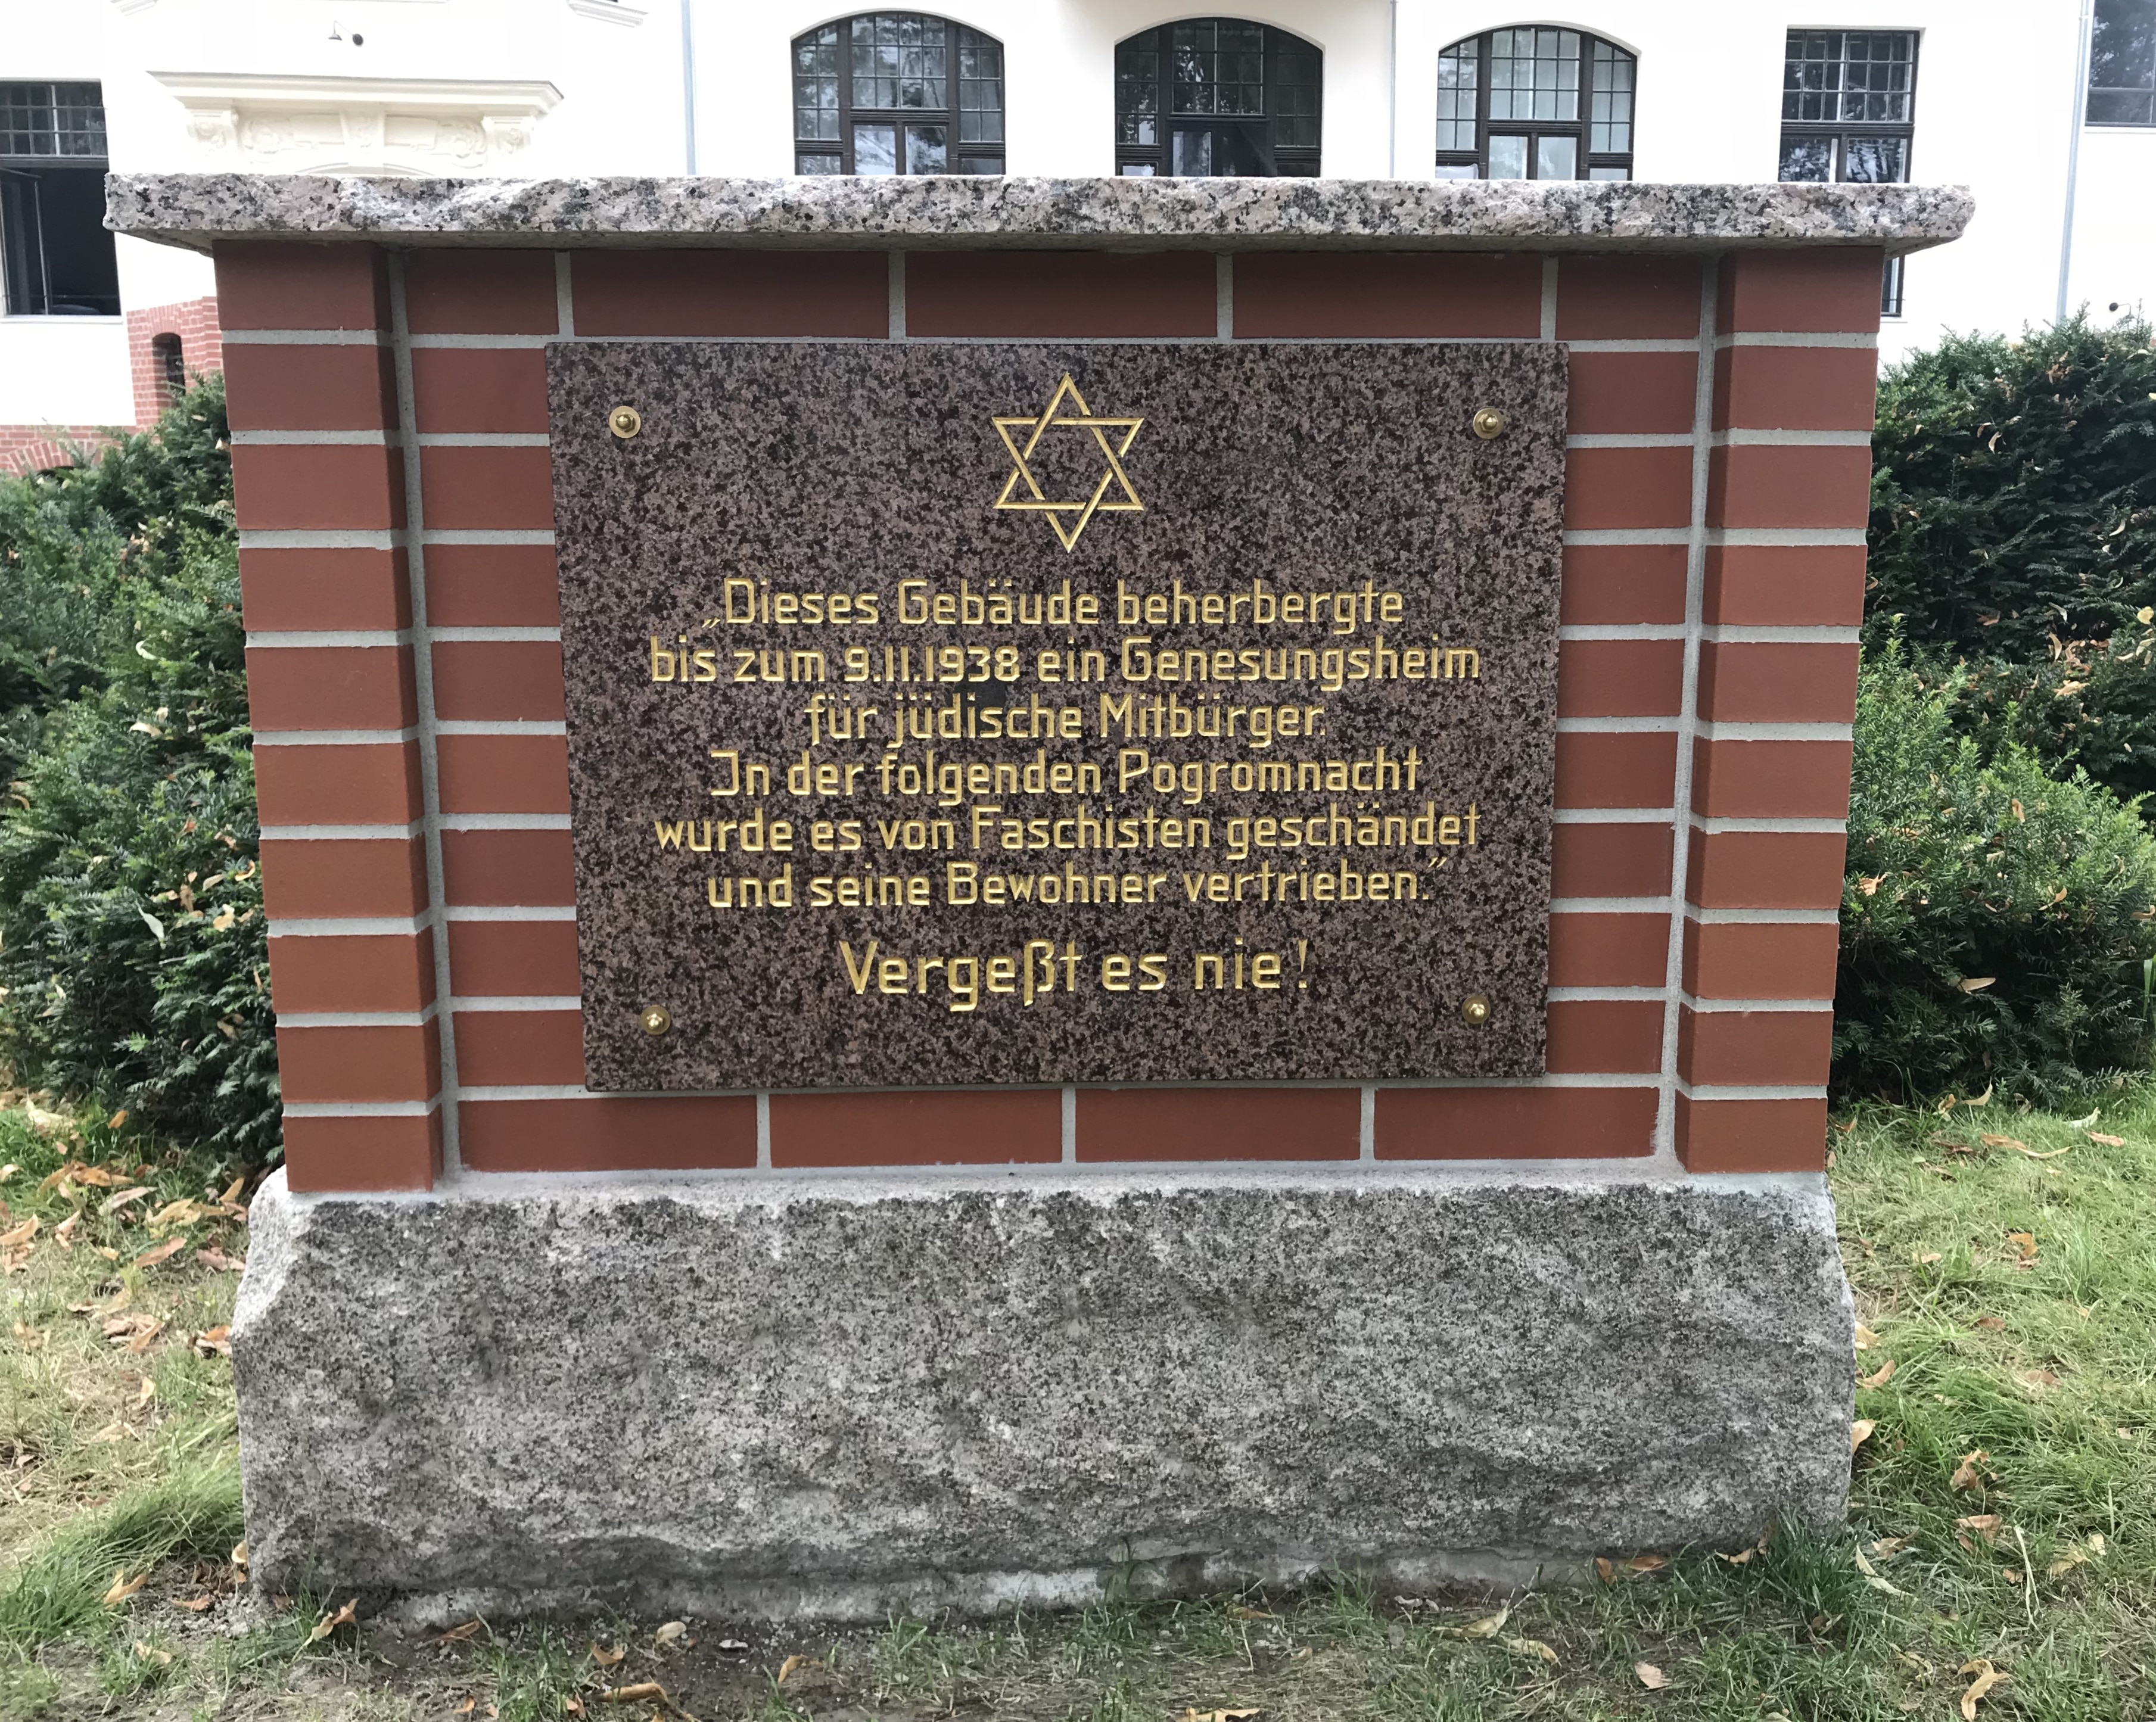 „Dieses Gebäude beherbergte
bis zum 9.11.1938 ein Genesungsheim
für jüdische Mitbürger.
In der folgenden Pogromnacht
wurde es von Faschisten geschändet
und seine Bewohner vertrieben.”
Vergeßt es nie!